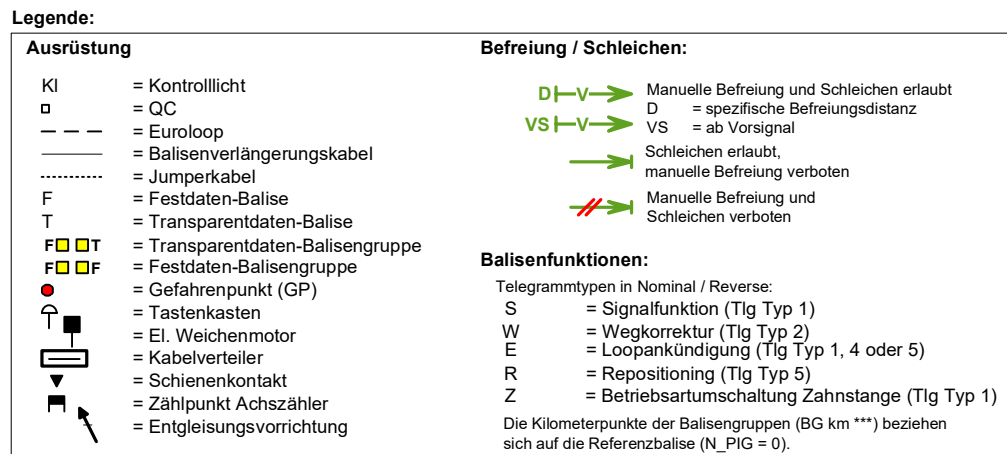 Legende:
Ausrüstung
Kl = Kontrolllicht
= QC
= Euroloop
= Balisenverlängerungskabel
= Jumperkabel
F = Festdaten-Balise
T = Transparentdaten-Balise
F T = Transparentdaten-Balisengruppe
F F = Festdaten-Balisengruppe
= Gefahrenpunkt (GP)
= Tastenkasten
= El. Weichenmotor
= Kabelverteiler
= Schienenkontakt
= Zählpunkt Achszähler
= Entgleisungsvorrichtung
Befreiung / Schleichen:
D V Manuelle Befreiung und Schleichen erlaubt
D = spezifische Befreiungsdistanz
VS V VS = ab Vorsignal
Schleichen erlaubt,
manuelle Befreiung verboten
Manuelle Befreiung und
Schleichen verboten
Balisenfunktionen:
Telegrammtypen in Nominal / Reverse:
S = Signalfunktion (Tlg Typ 1)
W = Wegkorrektur (Tlg Typ 2)
E = Loopankündigung (Tlg Typ 1, 4 oder 5)
R = Repositioning (Tlg Typ 5)
Z = Betriebsartumschaltung Zahnstange (Tlg Typ 1)
Die Kilometerpunkte der Balisengruppen (BG km ***) beziehen
sich auf die Referenzbalise (N_PIG = 0).